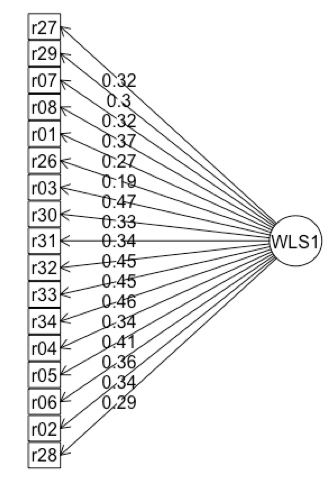 r27
r29
r07
r08
r01
r26
r03
r30
r31
r32
r33
r34
r04
r05
r06
r02
r28
0.32
0.3
0.32
0.37
0.27
0.19
0.47
0.33
0.34
0.45
0.45
0.46
0.34
0.41
0.36
0.34
0.29
WLS1